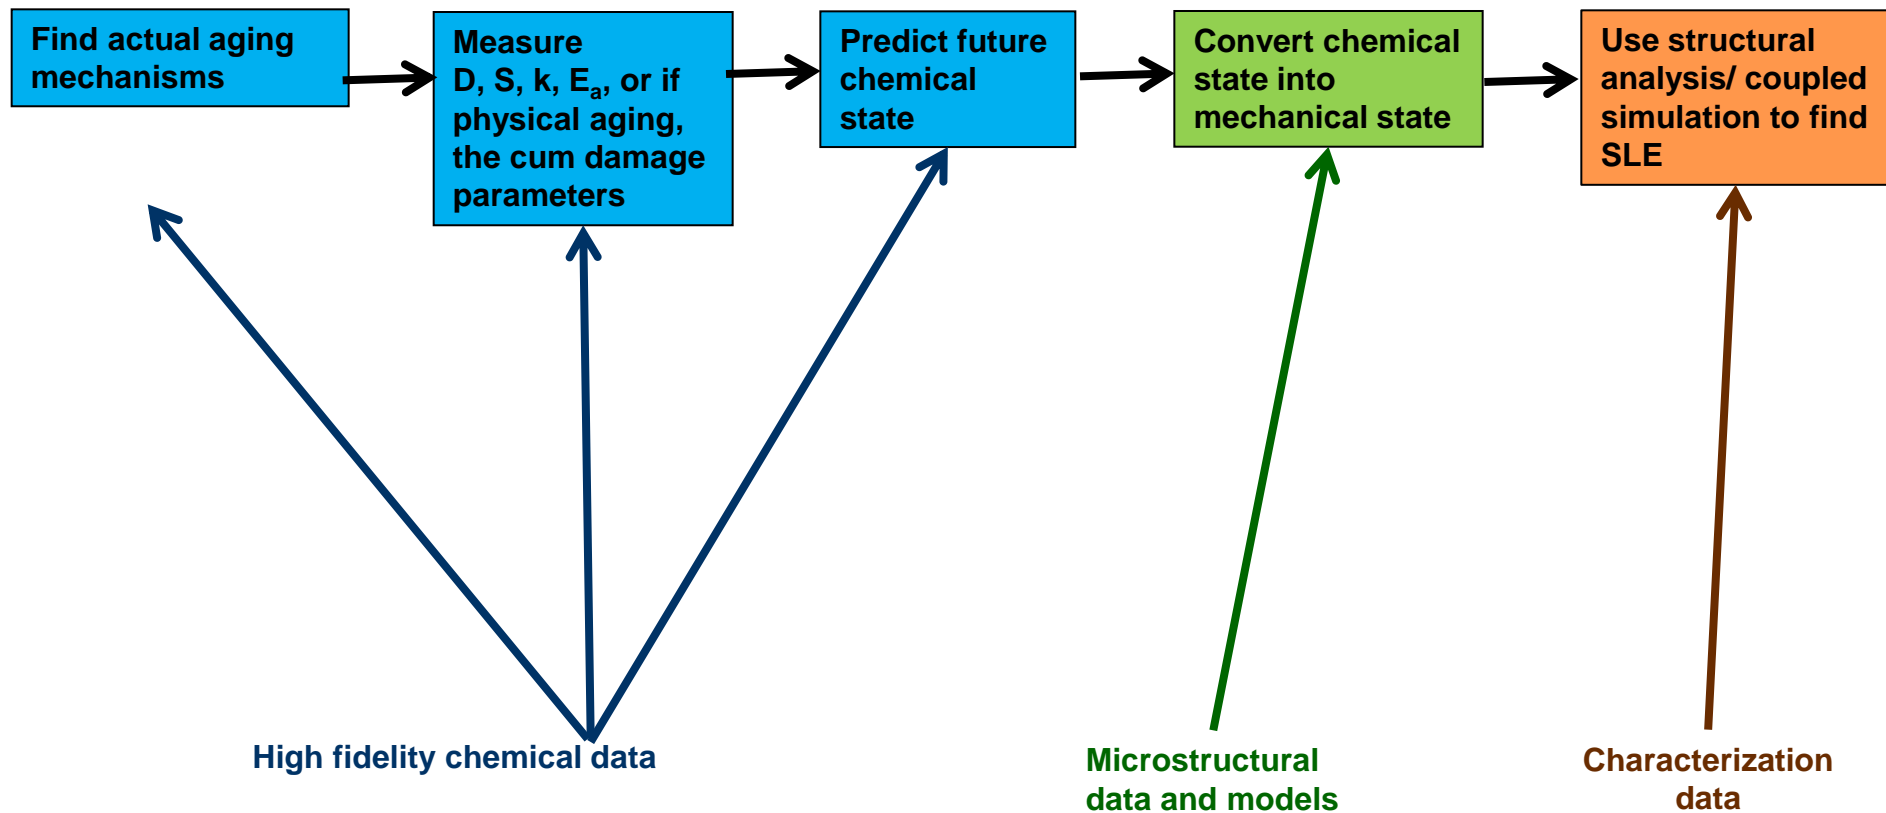 Find actual aging
mechanisms
Measure
D, S, k, Eₐ, or if
physical aging,
the cum damage
parameters
Predict future
chemical
state
Convert chemical
state into
mechanical state
Use structural
analysis/ coupled
simulation to find
SLE
High fidelity chemical data
Microstructural
data and models
Characterization
data